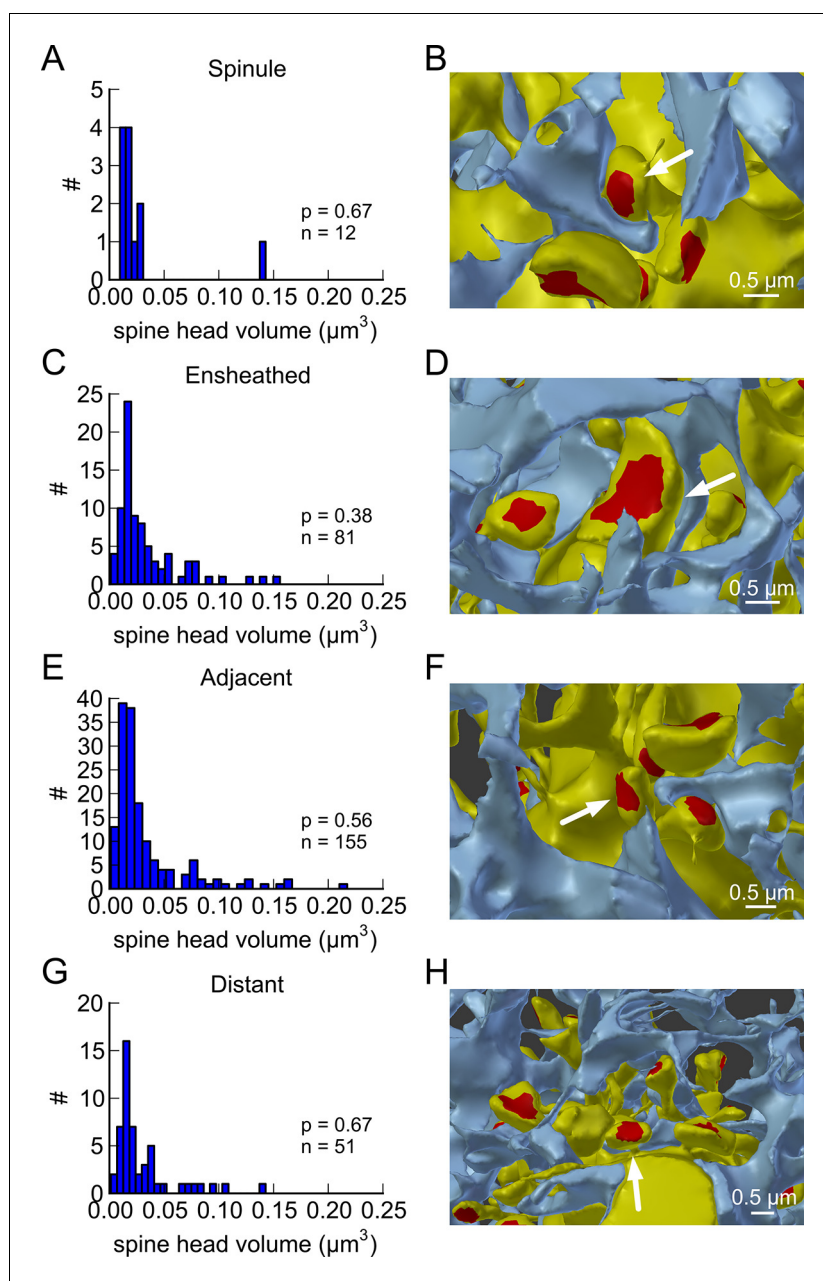 A
Spinule
5
4
3
2
1
0
#
p = 0.67
n = 12
0.00 0.05 0.10 0.15 0.20 0.25
spine head volume (µm³)
B
0.5 µm
C
Ensheathed
25
20
15
10
5
0
#
p = 0.38
n = 81
0.00 0.05 0.10 0.15 0.20 0.25
spine head volume (µm³)
D
0.5 µm
E
Adjacent
40
35
30
25
20
15
10
5
0
#
p = 0.56
n = 155
0.00 0.05 0.10 0.15 0.20 0.25
spine head volume (µm³)
F
0.5 µm
G
Distant
20
15
10
5
0
#
p = 0.67
n = 51
0.00 0.05 0.10 0.15 0.20 0.25
spine head volume (µm³)
H
0.5 µm